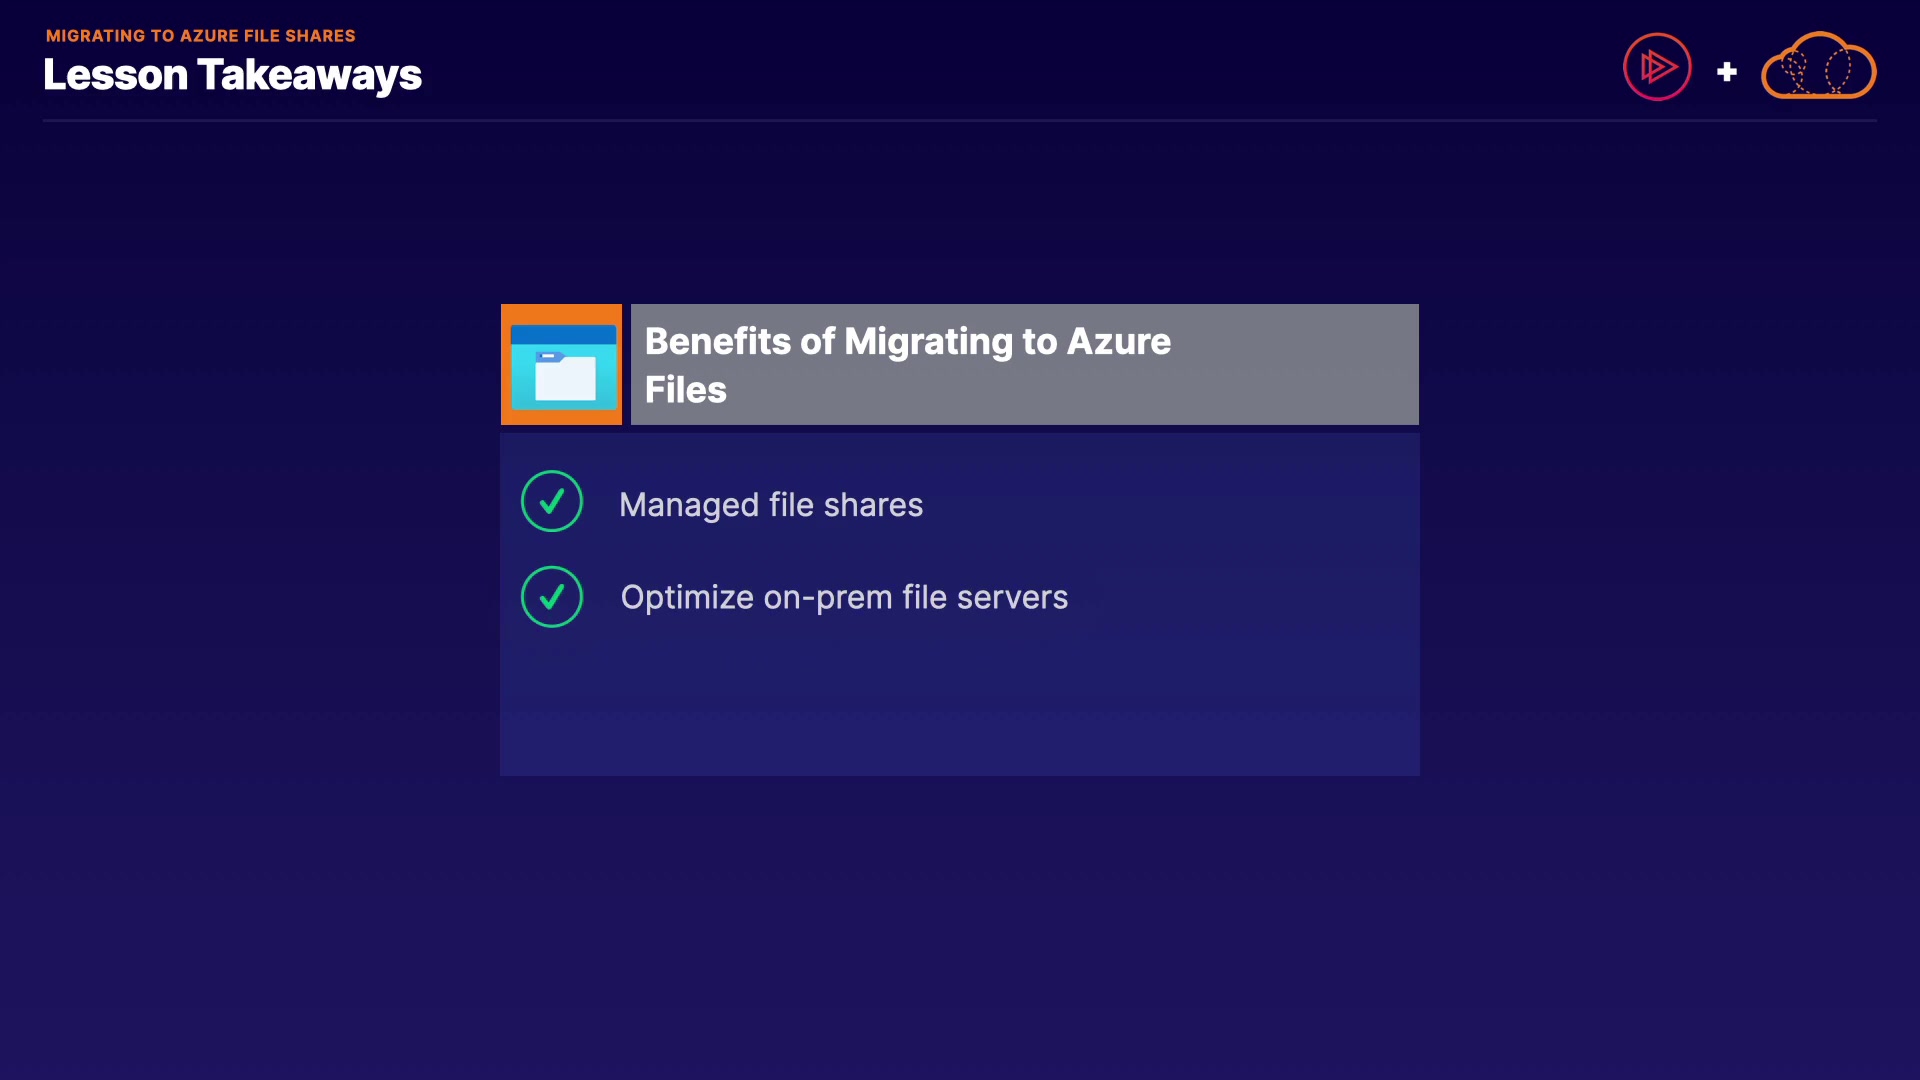 MIGRATING TO AZURE FILE SHARES
Lesson Takeaways
Benefits of Migrating to Azure
Files
Managed file shares
Optimize on-prem file servers